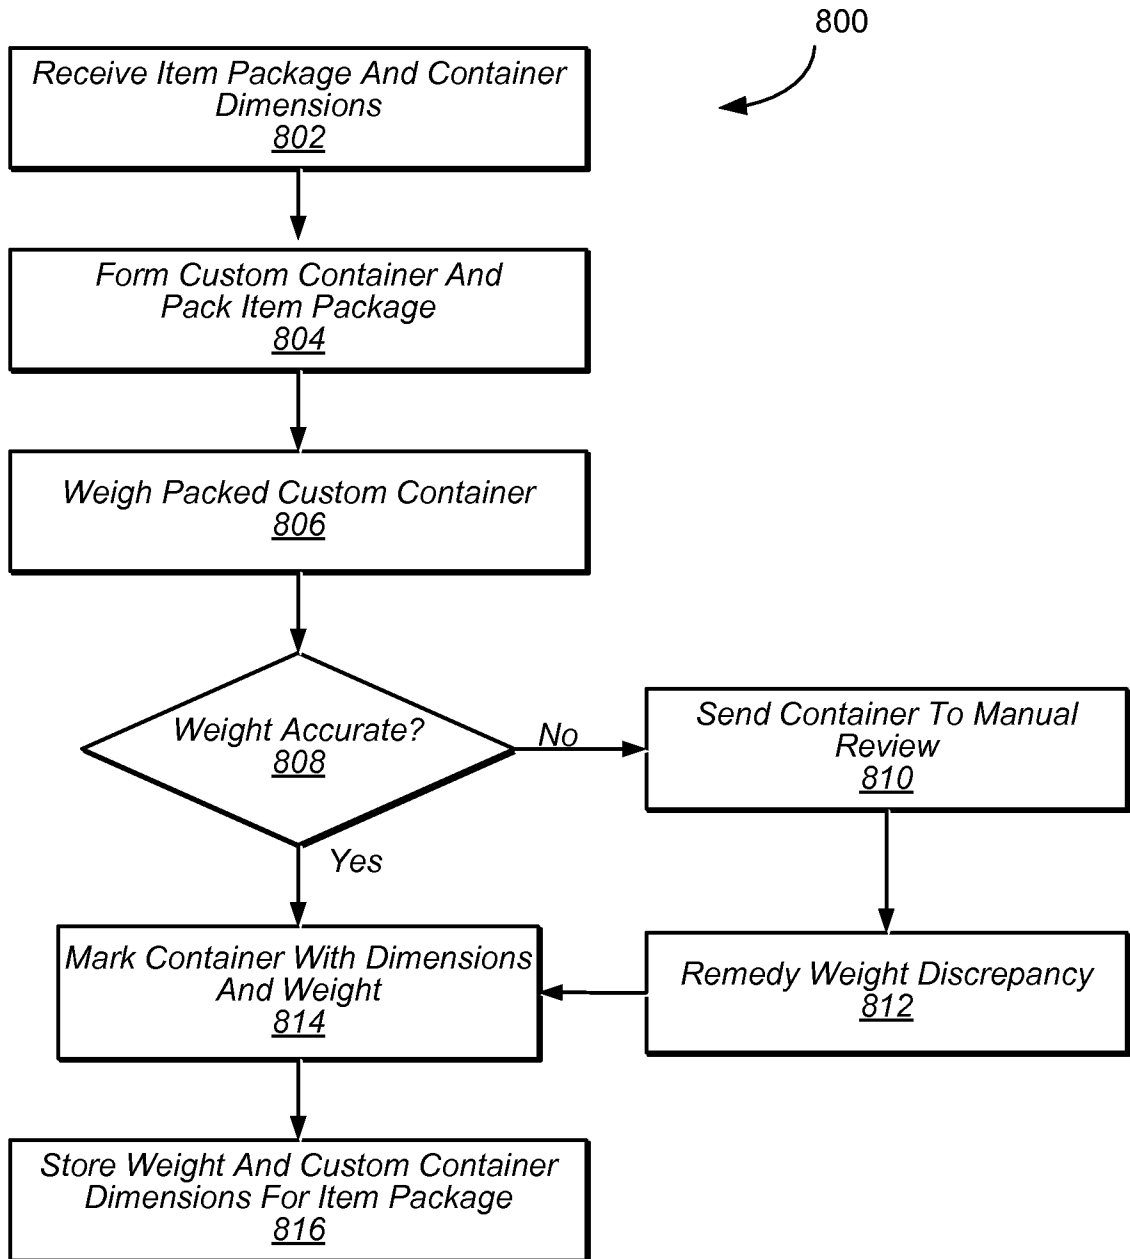 800
Receive Item Package And Container
Dimensions
802
Form Custom Container And
Pack Item Package
804
Weigh Packed Custom Container
806
Weight Accurate?
808
No
Send Container To Manual
Review
810
Yes
Mark Container With Dimensions
And Weight
814
Remedy Weight Discrepancy
812
Store Weight And Custom Container
Dimensions For Item Package
816